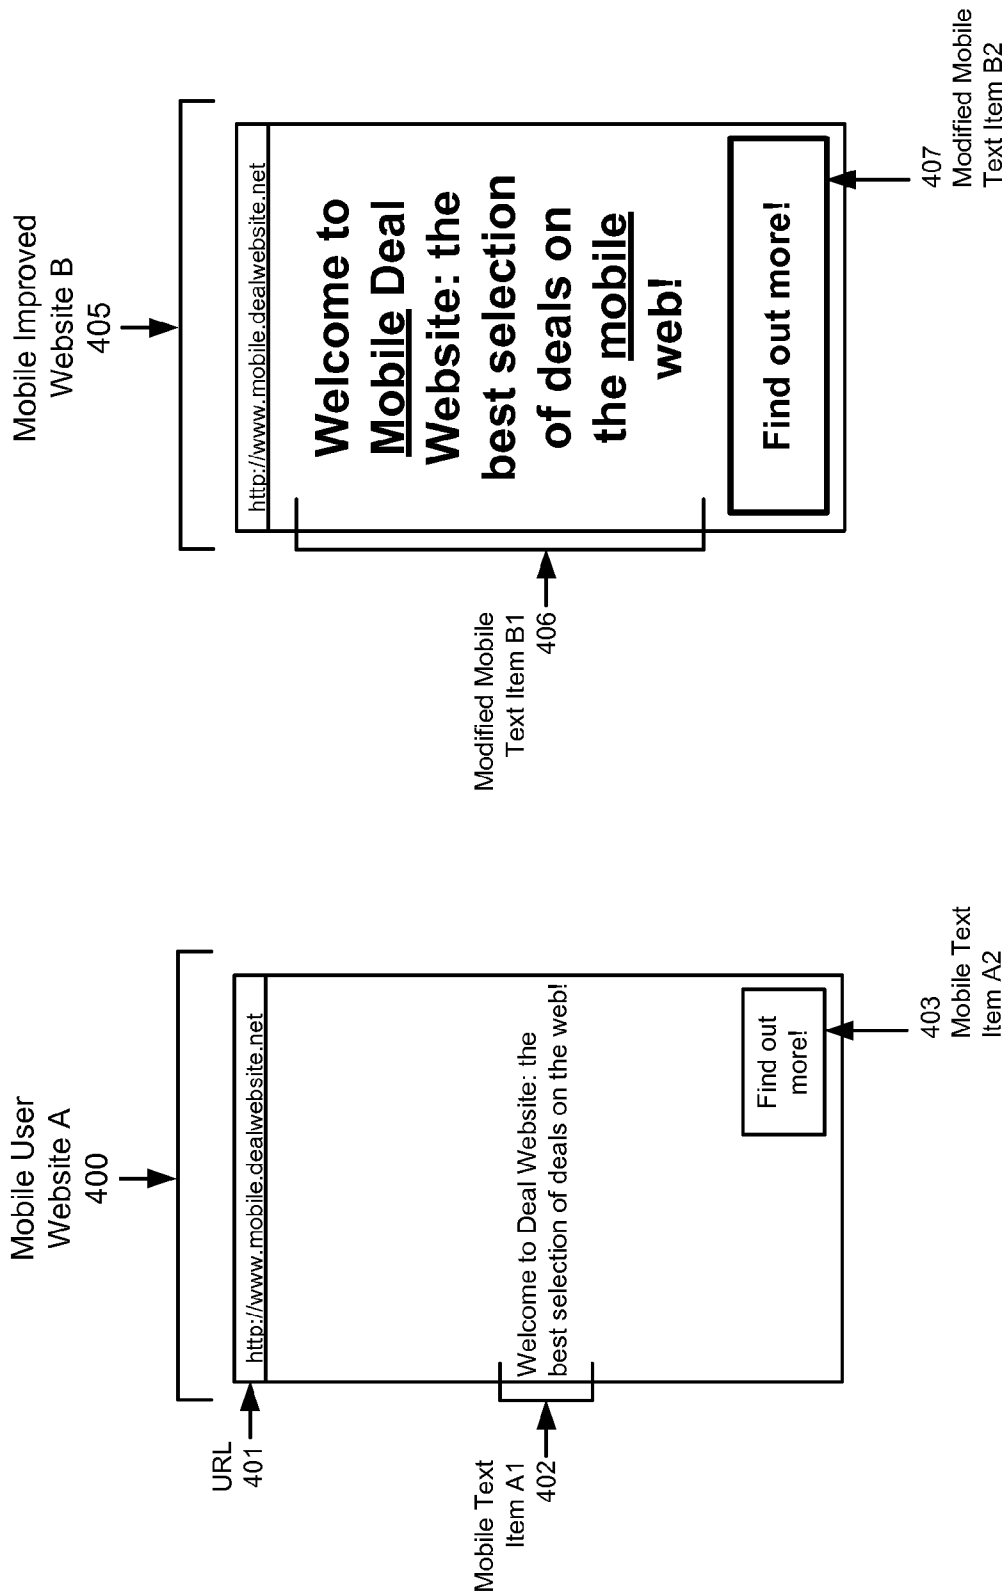 Mobile User
Website A
400
URL
401
http://www.mobile.dealwebsite.net
Mobile Text
Item A1
402
Welcome to Deal Website: the
best selection of deals on the web!
Find out
more!
403
Mobile Text
Item A2
Mobile Improved
Website B
405
http://www.mobile.dealwebsite.net
Modified Mobile
Text Item B1
406
Welcome to
Mobile Deal
Website: the
best selection
of deals on
the mobile
web!
Find out more!
407
Modified Mobile
Text Item B2